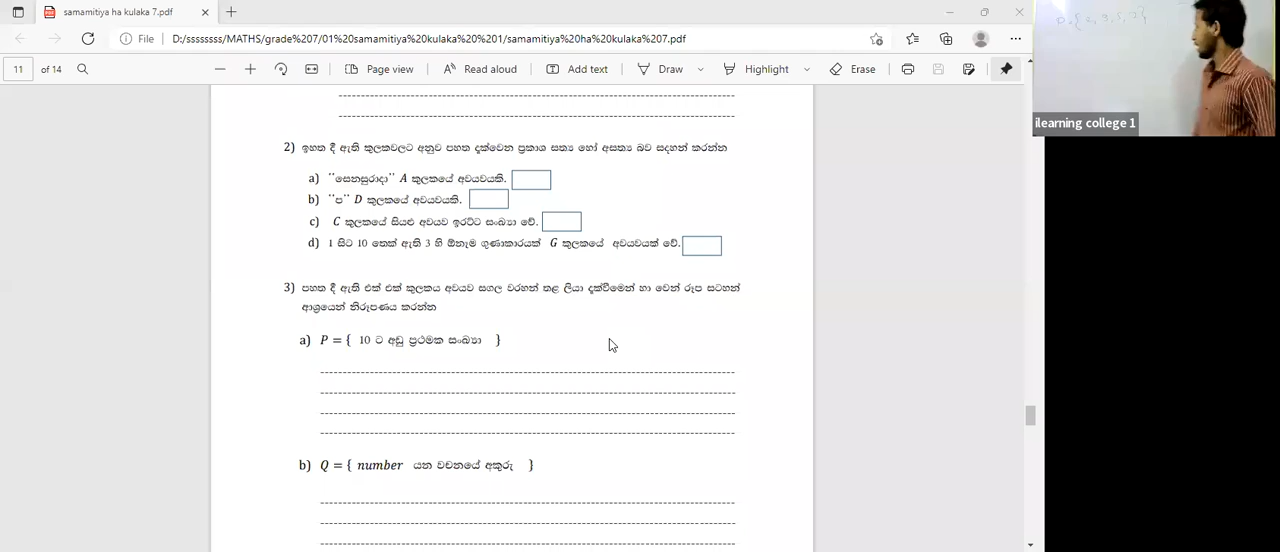 samamitiya ha kulaka 7.pdf
File D:/ssssssss/MATHS/grade%207/01%20samamitiya%20kulaka%20%201/samamitiya%20ha%20kulaka%207.pdf
11 of 14 Page view Read aloud Add text Draw Highlight Erase
ilearning college 1
2) ඉහත දී ඇති කුලකවලට අනුව පහත දැක්වෙන ප්‍රකාශ සත්‍ය හෝ අසත්‍ය බව සඳහන් කරන්න
a) ¨සෙනසුරාදා¨ A කුලකයේ අවයවයකි.
b) ¨ප¨ D කුලකයේ අවයවයකි.
c) C කුලකයේ සියළු අවයව ඉරට්ට සංඛ්‍යා වේ.
d) 1 සිට 10 තෙක් ඇති 3 හි ඕනෑම ගුණාකාරයක් G කුලකයේ අවයවයක් වේ.
3) පහත දී ඇති එක් එක් කුලකය අවයව සගල වරහන් තුළ ලියා දැක්වීමෙන් හා වෙන් රූප සටහන්
ආශ්‍රයෙන් නිරූපණය කරන්න
a) P = { 10 ට අඩු ප්‍රථමක සංඛ්‍යා }
b) Q = { number යන වචනයේ අකුරු }